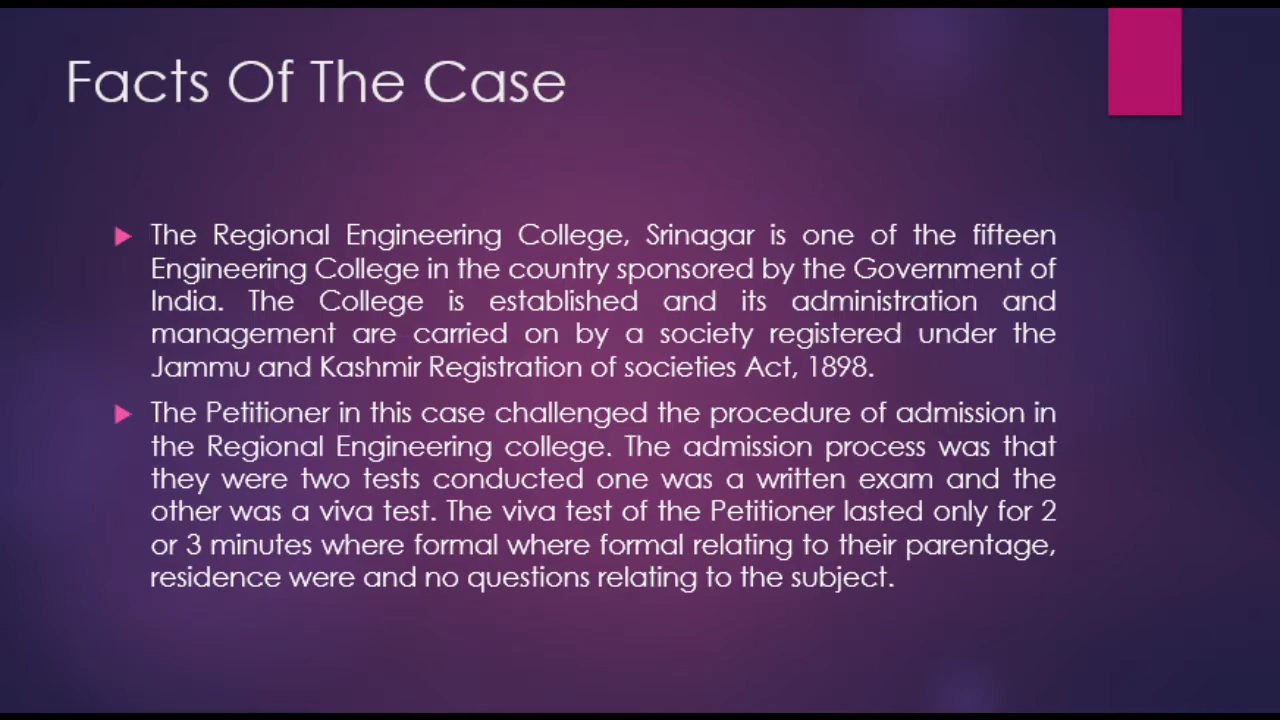 Facts Of The Case
The Regional Engineering College, Srinagar is one of the fifteen
Engineering College in the country sponsored by the Government of
India. The College is established and its administration and
management are carried on by a society registered under the
Jammu and Kashmir Registration of societies Act, 1898.
The Petitioner in this case challenged the procedure of admission in
the Regional Engineering college. The admission process was that
they were two tests conducted one was a written exam and the
other was a viva test. The viva test of the Petitioner lasted only for 2
or 3 minutes where formal where formal relating to their parentage,
residence were and no questions relating to the subject.